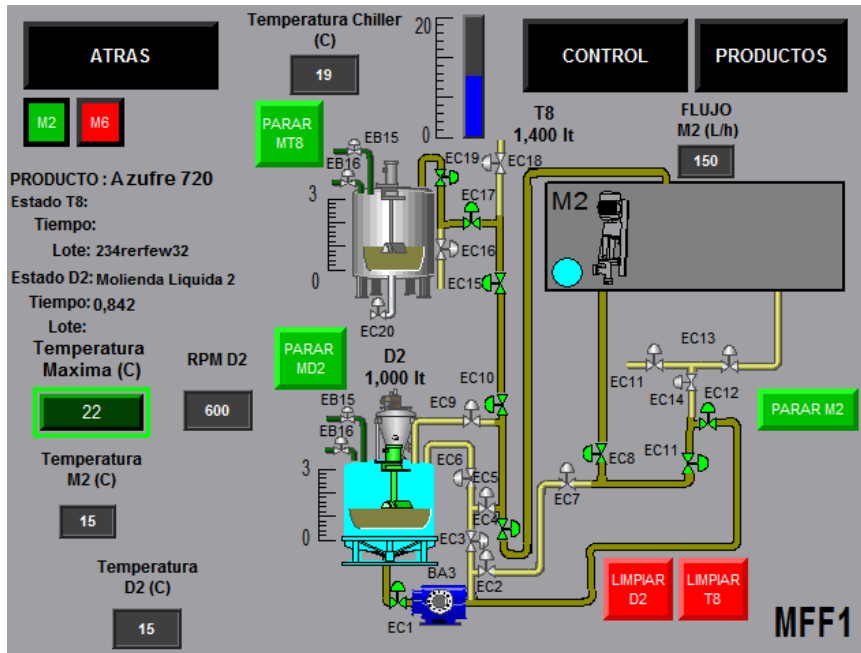 ATRAS
Temperatura Chiller
(C)
19
20
0
CONTROL
PRODUCTOS
M2
M6
PARAR
MT8
EB15
EB16
EC19
EC18
T8
1,400 lt
FLUJO
M2 (L/h)
150
PRODUCTO : Azufre 720
Estado T8:
Tiempo:
Lote: 234rerfew32
Estado D2: Molienda Liquida 2
Tiempo: 0,842
Lote:
3
0
EC17
EC16
EC15
EC20
M2
Temperatura
Maxima (C)
22
RPM D2
600
PARAR
MD2
D2
1,000 lt
EC10
EB15
EB16
EC9
EC13
EC11
EC14
EC12
PARAR M2
Temperatura
M2 (C)
15
3
0
EC6
EC5
EC4
EC3
EC2
EC7
EC8
EC11
Temperatura
D2 (C)
15
BA3
EC1
LIMPIAR
D2
LIMPIAR
T8
MFF1